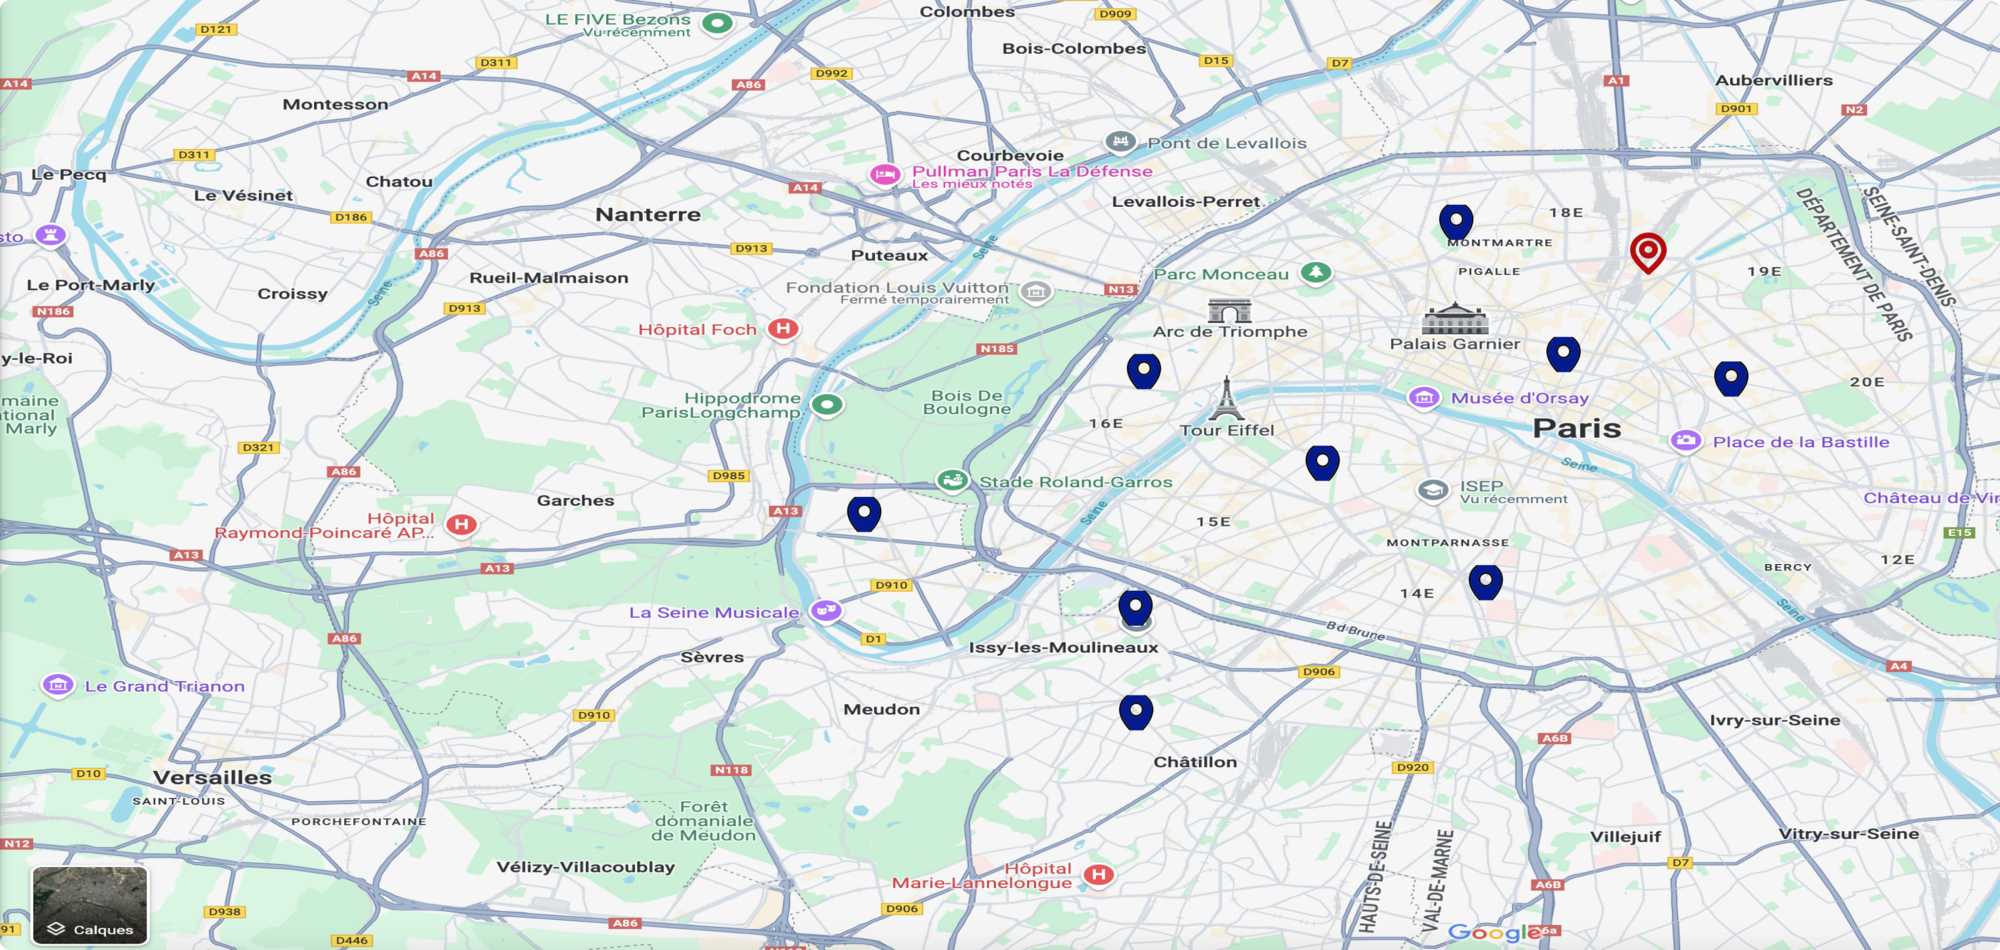 LE FIVE Bezons
Vu récemment
Colombes
D909
D121
Bois-Colombes
D311
D15
D7
A14
A14
D992
A86
A1
Aubervilliers
Montesson
D901
N2
Pont de Levallois
D311
Courbevoie
Le Pecq
Pullman Paris La Défense
Les mieux notés
Chatou
A14
Le Vésinet
Levallois-Perret
D186
Nanterre
18E
SEINE-SAINT-DENIS
DÉPARTEMENT DE PARIS
sto
Seine
MONTMARTRE
A86
D913
Puteaux
PIGALLE
19E
Parc Monceau
Rueil-Malmaison
Le Port-Marly
Croissy
Seine
Fondation Louis Vuitton
Fermé temporairement
N13
N186
D913
Hôpital Foch
Arc de Triomphe
Palais Garnier
N185
y-le-Roi
20E
Hippodrome
ParisLongchamp
Bois De
Boulogne
Musée d'Orsay
maine
ational
Marly
16E
Tour Eiffel
Paris
Place de la Bastille
D321
Seine
A86
D985
Stade Roland-Garros
ISEP
Vu récemment
Château de Vin
Garches
A13
Seine
15E
Hôpital
Raymond-Poincaré AP...
E15
MONTPARNASSE
A13
A13
BERCY
12E
D910
14E
Seine
La Seine Musicale
A86
D1
Bd Brune
Issy-les-Moulineaux
Sèvres
A4
D906
Le Grand Trianon
Meudon
D910
Ivry-sur-Seine
A6B
Châtillon
N118
D920
D10
Versailles
SAINT-LOUIS
Forêt
domaniale
de Meudon
PORCHEFONTAINE
HAUTS-DE-SEINE
VAL-DE-MARNE
Villejuif
Vitry-sur-Seine
N12
Vélizy-Villacoublay
D7
Hôpital
Marie-Lannelongue
A6B
D906
D938
A86
91
Calques
D446
Google
6a